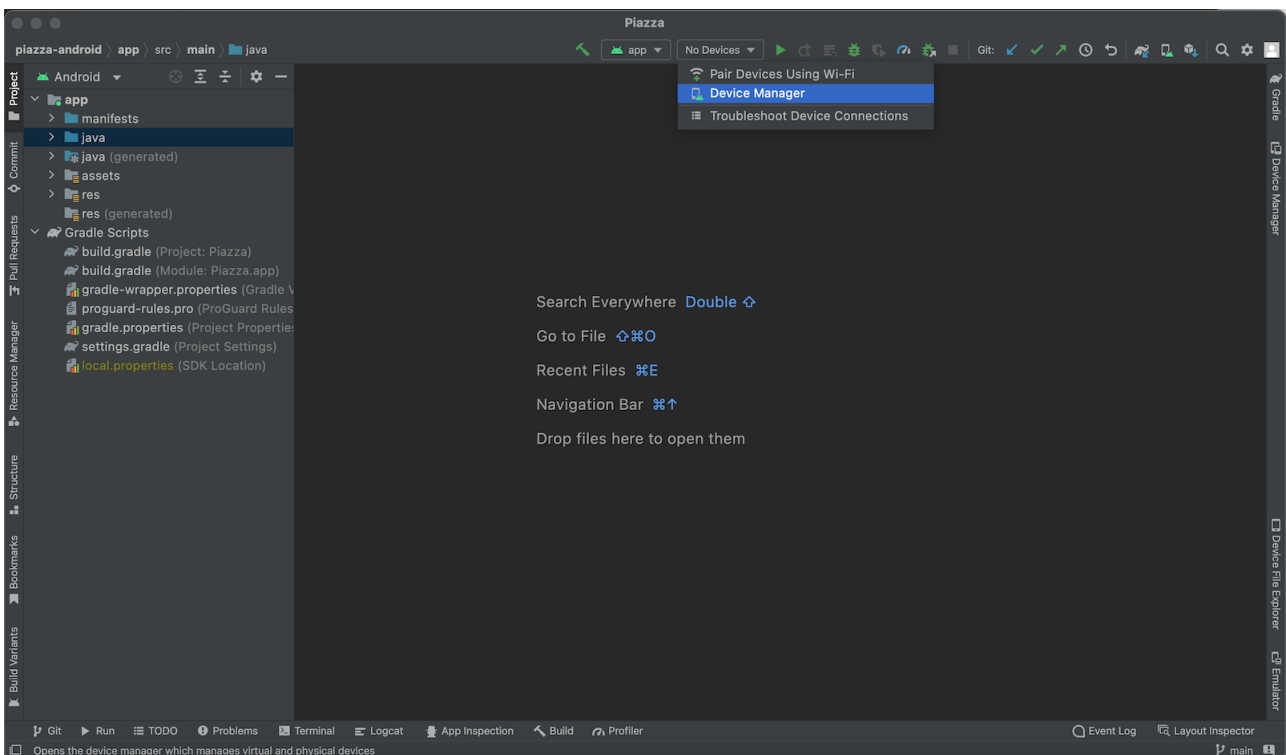 Piazza
piazza-android app src main java
app
No Devices
Git:
Pair Devices Using Wi-Fi
Device Manager
Troubleshoot Device Connections
Project
Commit
Pull Requests
Resource Manager
Structure
Bookmarks
Build Variants
Android
app
manifests
java
java (generated)
assets
res
res (generated)
Gradle Scripts
build.gradle (Project: Piazza)
build.gradle (Module: Piazza.app)
gradle-wrapper.properties (Gradle V
proguard-rules.pro (ProGuard Rules
gradle.properties (Project Properties
settings.gradle (Project Settings)
local.properties (SDK Location)
Search Everywhere Double ⇧
Go to File ⇧⌘O
Recent Files ⌘E
Navigation Bar ⌘↑
Drop files here to open them
Gradle
Device Manager
Device File Explorer
Emulator
Git Run TODO Problems Terminal Logcat App Inspection Build Profiler Event Log Layout Inspector
Opens the device manager which manages virtual and physical devices main